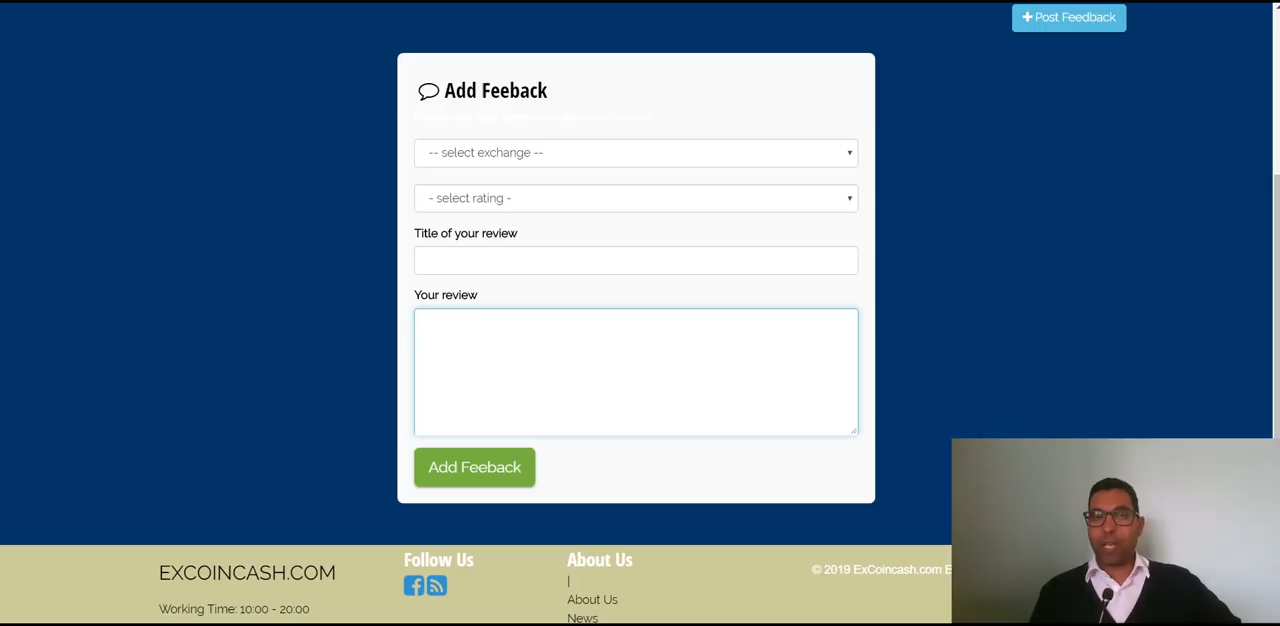 Post Feedback
Add Feeback
-- select exchange --
- select rating -
Title of your review
Your review
Add Feeback
EXCOINCASH.COM
Working Time: 10:00 - 20:00
Follow Us
About Us
|
About Us
News
© 2019 ExCoincash.com E